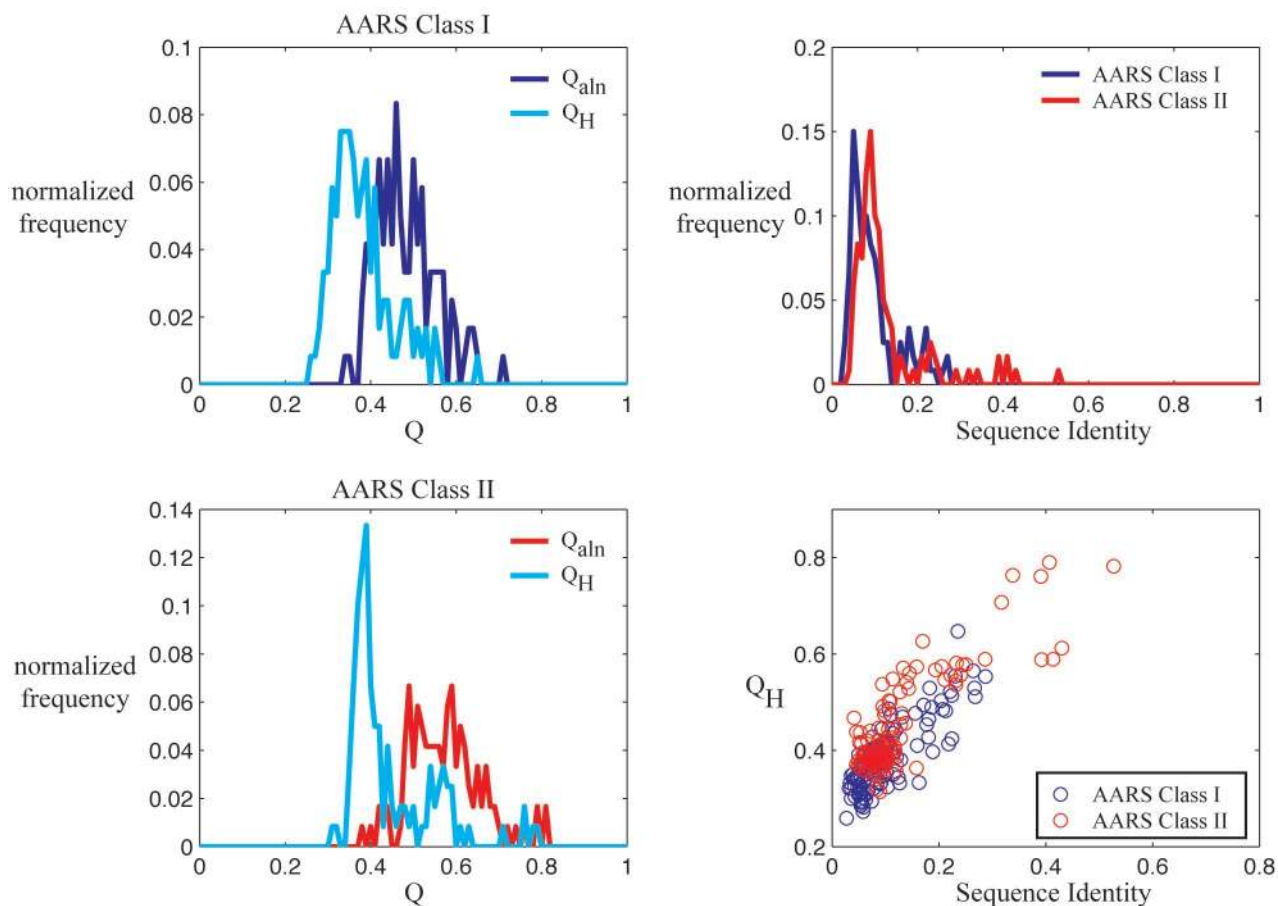 AARS Class I
0.1
0.08
0.06
0.04
0.02
0
normalized
frequency
Q_aln
Q_H
0 0.2 0.4 0.6 0.8 1
Q
0.2
0.15
0.1
0.05
0
normalized
frequency
AARS Class I
AARS Class II
0 0.2 0.4 0.6 0.8 1
Sequence Identity
AARS Class II
0.14
0.12
0.1
0.08
0.06
0.04
0.02
0
normalized
frequency
Q_aln
Q_H
0 0.2 0.4 0.6 0.8 1
Q
0.8
0.6
0.4
0.2
Q_H
AARS Class I
AARS Class II
0 0.2 0.4 0.6 0.8
Sequence Identity